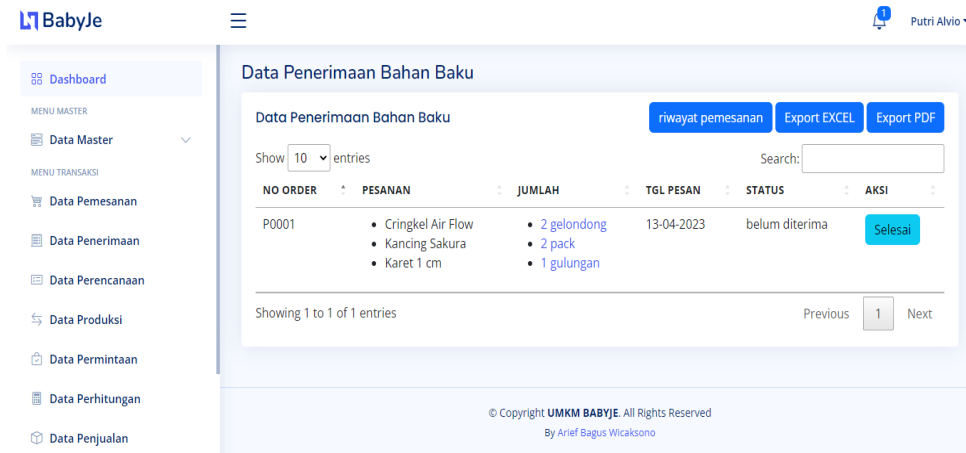 BabyJe
1
Putri Alvio
Dashboard
MENU MASTER
Data Master
MENU TRANSAKSI
Data Pemesanan
Data Penerimaan
Data Perencanaan
Data Produksi
Data Permintaan
Data Perhitungan
Data Penjualan
Data Penerimaan Bahan Baku
Data Penerimaan Bahan Baku
riwayat pemesanan Export EXCEL Export PDF
Show 10 entries Search:
NO ORDER PESANAN JUMLAH TGL PESAN STATUS AKSI
P0001 • Cringkel Air Flow • 2 gelondong 13-04-2023 belum diterima Selesai
• Kancing Sakura • 2 pack
• Karet 1 cm • 1 gulungan
Showing 1 to 1 of 1 entries Previous 1 Next
© Copyright UMKM BABYJE. All Rights Reserved
By Arief Bagus Wicaksono